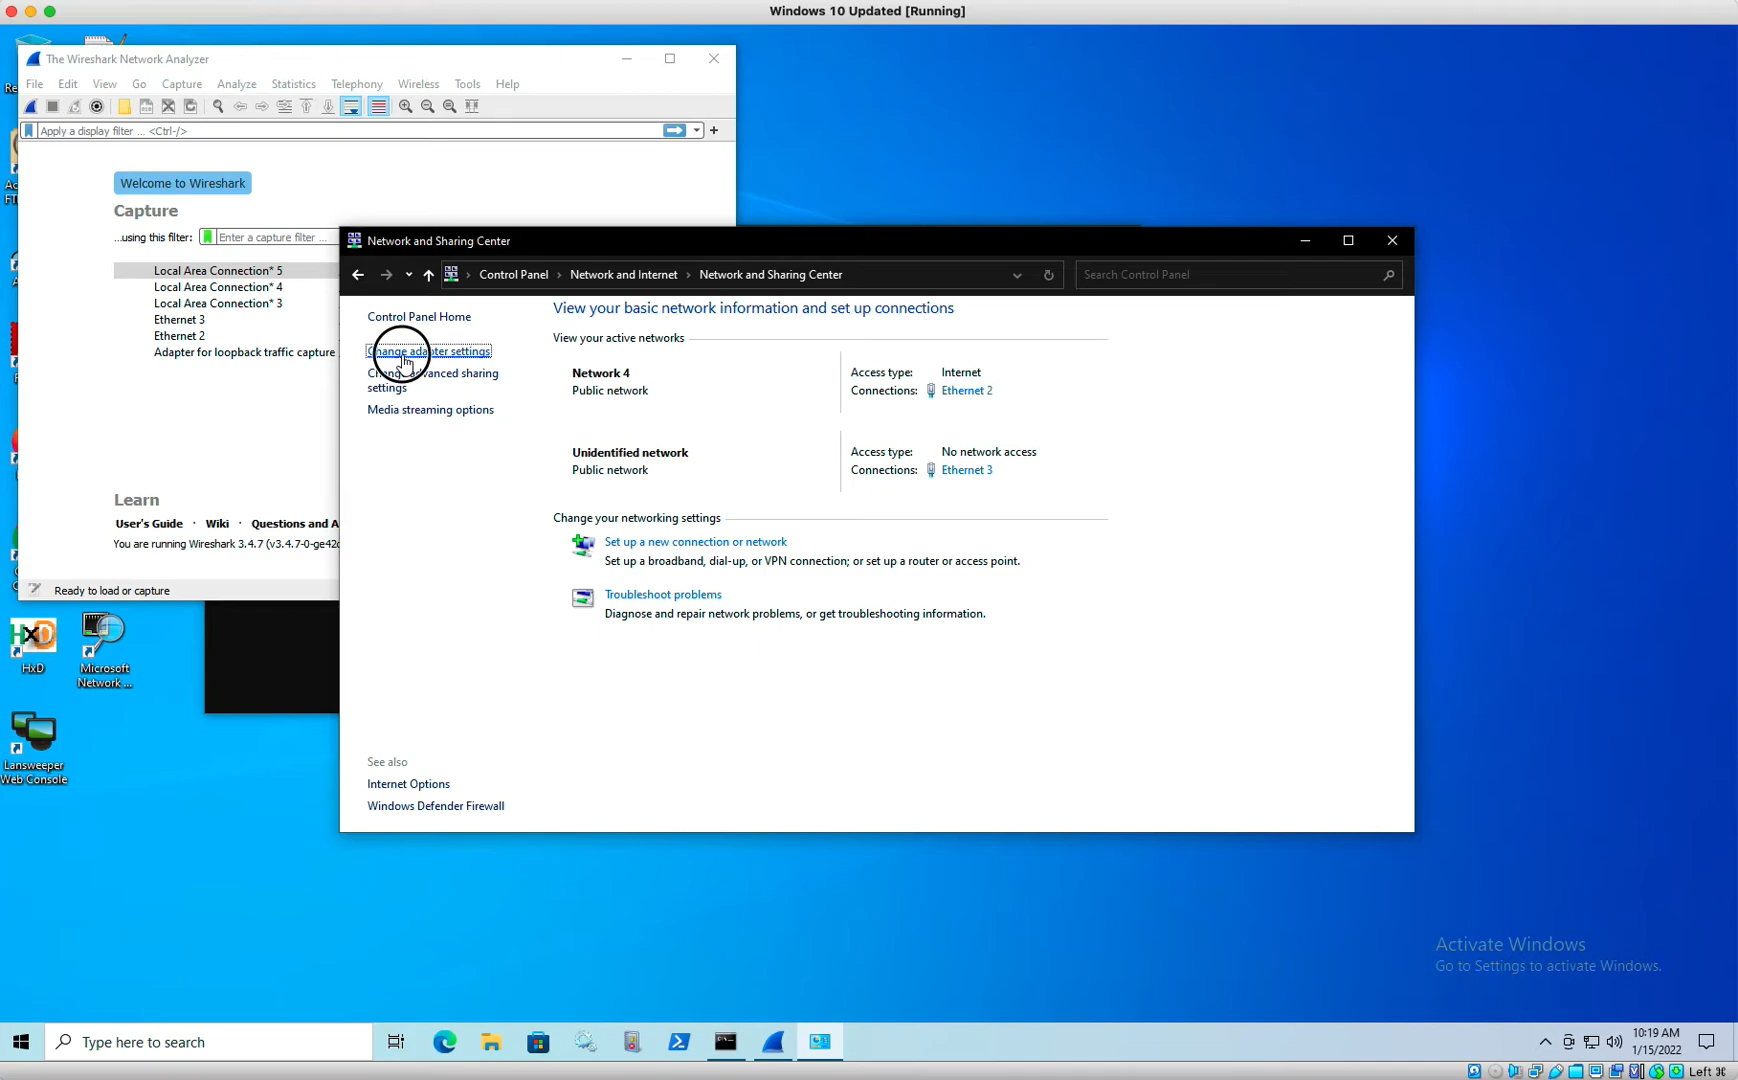 Windows 10 Updated [Running]
The Wireshark Network Analyzer
File Edit View Go Capture Analyze Statistics Telephony Wireless Tools Help
Apply a display filter ... <Ctrl-/>
Welcome to Wireshark
Capture
...using this filter: Enter a capture filter ...
Local Area Connection* 5
Local Area Connection* 4
Local Area Connection* 3
Ethernet 3
Ethernet 2
Adapter for loopback traffic capture
Learn
User's Guide · Wiki · Questions and A
You are running Wireshark 3.4.7 (v3.4.7-0-ge42
Ready to load or capture
Network and Sharing Center
Control Panel > Network and Internet > Network and Sharing Center
Search Control Panel
Control Panel Home
Change adapter settings
Change advanced sharing
settings
Media streaming options
See also
Internet Options
Windows Defender Firewall
View your basic network information and set up connections
View your active networks
Network 4
Public network
Access type: Internet
Connections: Ethernet 2
Unidentified network
Public network
Access type: No network access
Connections: Ethernet 3
Change your networking settings
Set up a new connection or network
Set up a broadband, dial-up, or VPN connection; or set up a router or access point.
Troubleshoot problems
Diagnose and repair network problems, or get troubleshooting information.
HxD
Microsoft
Network ...
Lansweeper
Web Console
Activate Windows
Go to Settings to activate Windows.
Type here to search
10:19 AM
1/15/2022
Left ⌘